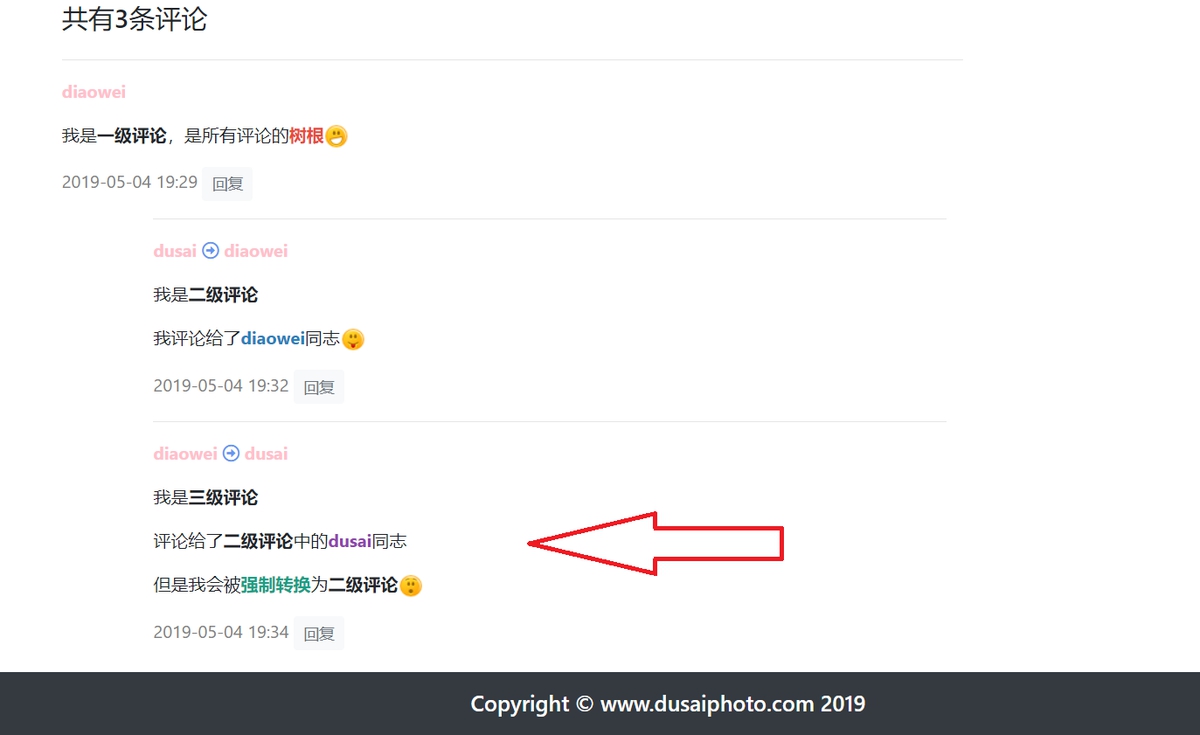 共有3条评论
diaowei
我是一级评论，是所有评论的树根
2019-05-04 19:29 回复
dusai diaowei
我是二级评论
我评论给了diaowei同志
2019-05-04 19:32 回复
diaowei dusai
我是三级评论
评论给了二级评论中的dusai同志
但是我会被强制转换为二级评论
2019-05-04 19:34 回复
Copyright © www.dusaiphoto.com 2019